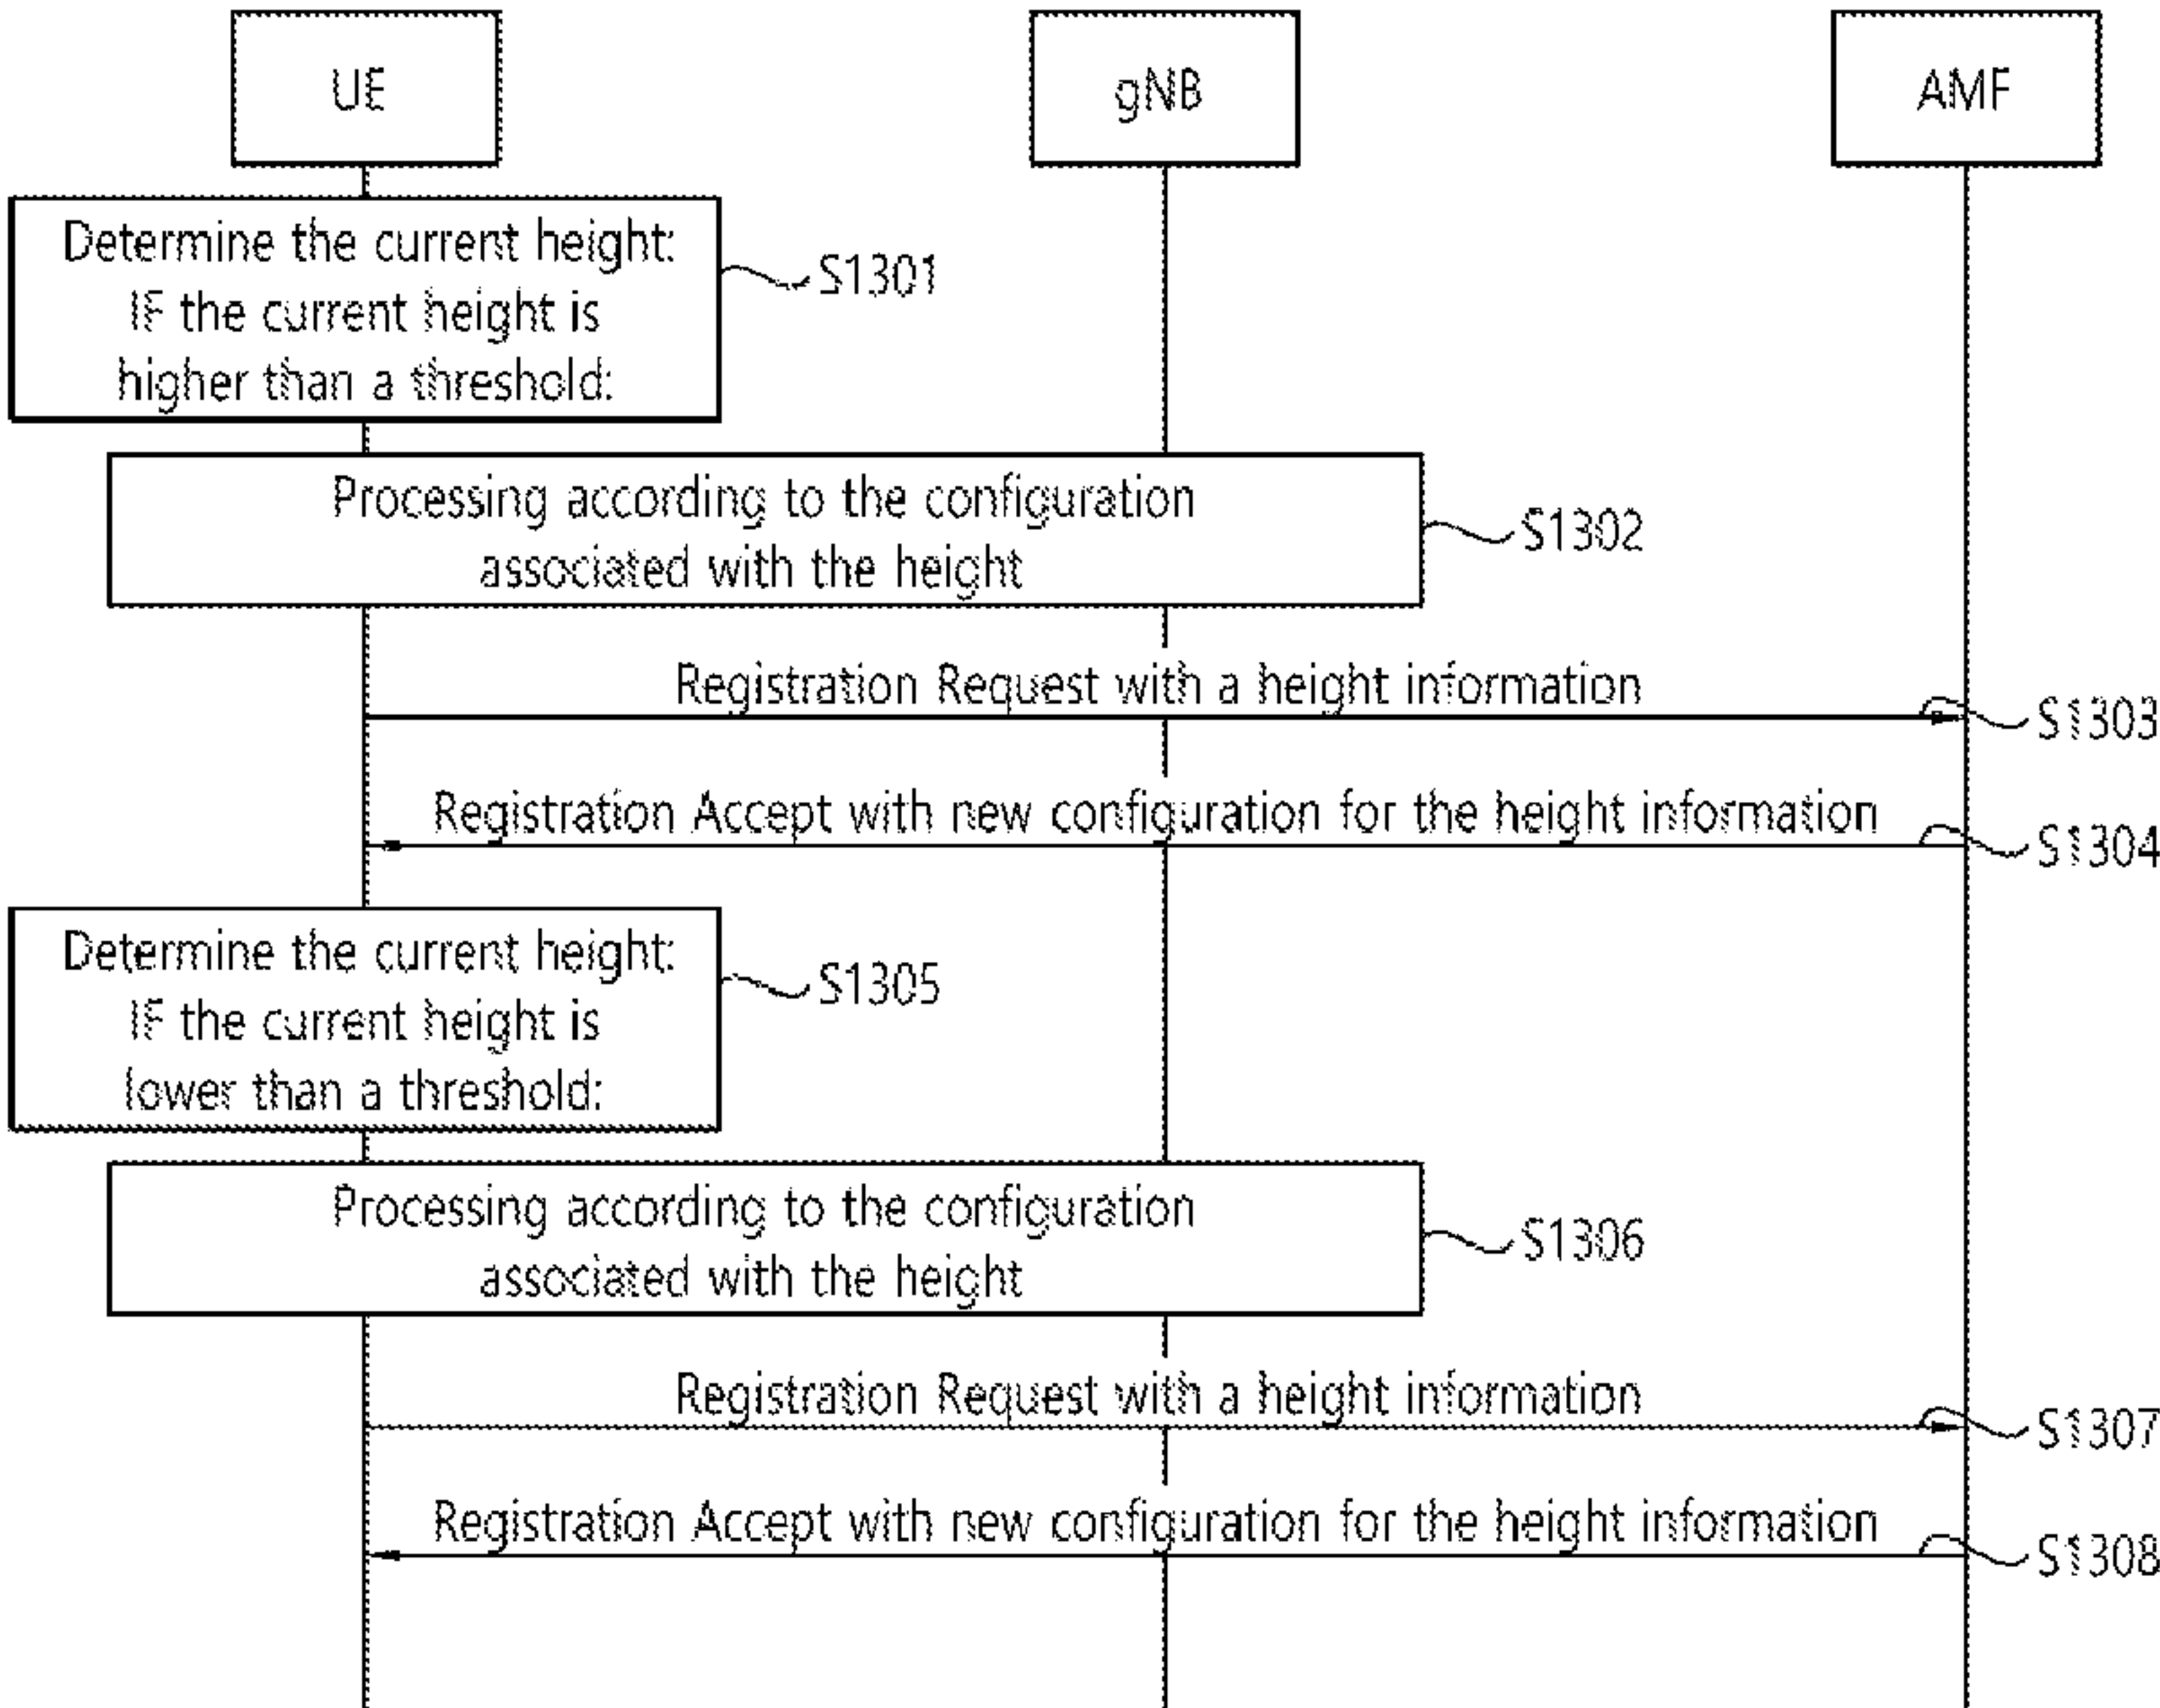 UE
gNB
AMF
Determine the current height:
IF the current height is
higher than a threshold:
S1301
Processing according to the configuration
associated with the height
S1302
Registration Request with a height information
S1303
Registration Accept with new configuration for the height information
S1304
Determine the current height:
IF the current height is
lower than a threshold:
S1305
Processing according to the configuration
associated with the height
S1306
Registration Request with a height information
S1307
Registration Accept with new configuration for the height information
S1308